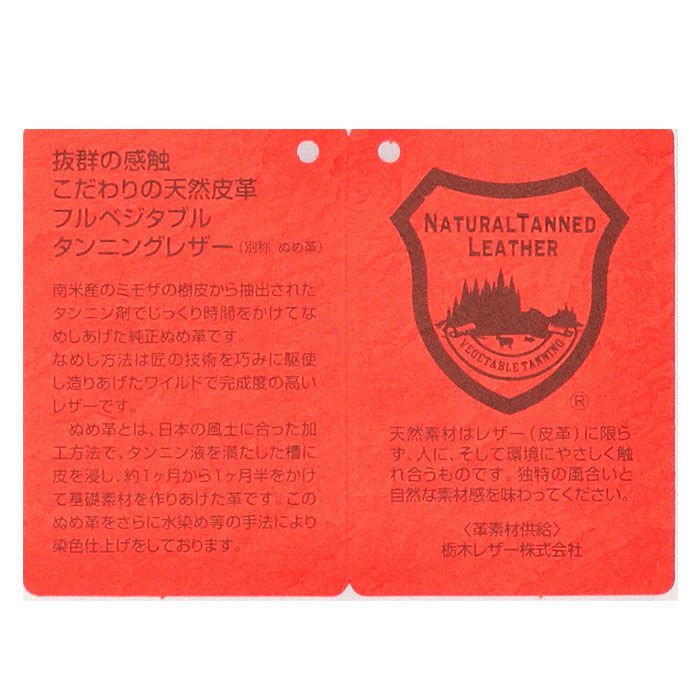 抜群の感触
こだわりの天然皮革
フルベジタブル
タンニングレザー（別称 ぬめ革）
南米産のミモザの樹皮から抽出された
タンニン剤でじっくり時間をかけてな
めしあげた純正ぬめ革です。
なめし方法は匠の技術を巧みに駆使
し造りあげたワイルドで完成度の高い
レザーです。
ぬめ革とは、日本の風土に合った加
工方法で、タンニン液を満たした槽に
皮を浸し、約1ヶ月から1ヶ月半をかけ
て基礎素材を作りあげた革です。この
ぬめ革をさらに水染め等の手法により
染色仕上げをしております。
NATURALTANNED
LEATHER
VEGETABLE TANNING
®
天然素材はレザー（皮革）に限ら
ず、人に、そして環境にやさしく触
れ合うものです。独特の風合いと
自然な素材感を味わってください。
〈革素材供給〉
栃木レザー株式会社